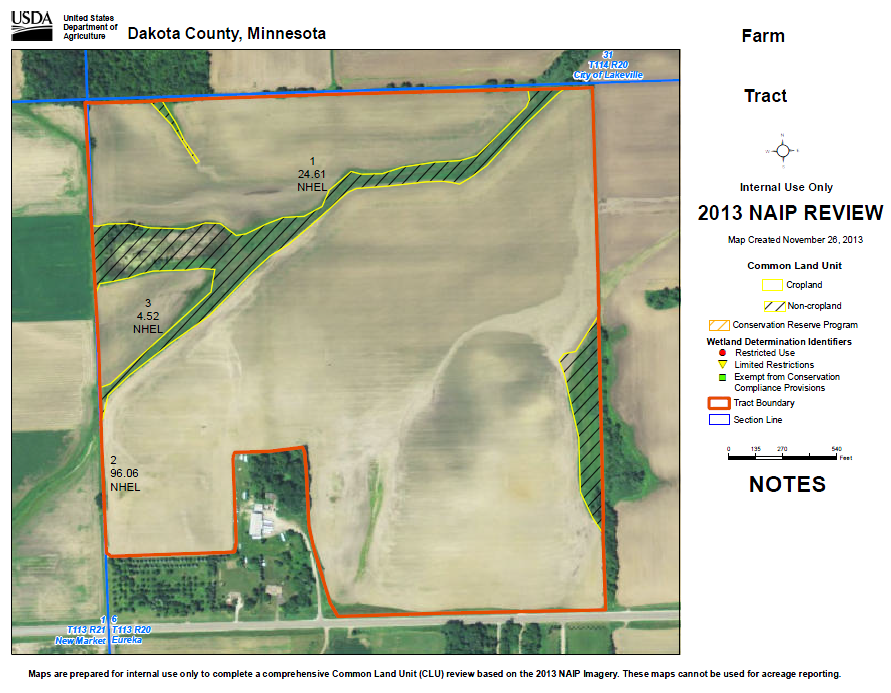 USDA
United States
Department of
Agriculture
Dakota County, Minnesota
Farm
31
T114 R20
City of Lakeville
Tract
N
W
E
S
1
24.61
NHEL
Internal Use Only
2013 NAIP REVIEW
Map Created November 26, 2013
Common Land Unit
Cropland
Non-cropland
3
4.52
NHEL
Conservation Reserve Program
Wetland Determination Identifiers
Restricted Use
Limited Restrictions
Exempt from Conservation
Compliance Provisions
Tract Boundary
Section Line
0 135 270 540
Feet
2
96.06
NHEL
NOTES
1 6
T113 R21 T113 R20
New Market Eureka
Maps are prepared for internal use only to complete a comprehensive Common Land Unit (CLU) review based on the 2013 NAIP Imagery. These maps cannot be used for acreage reporting.